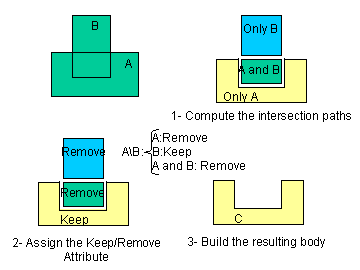 B
A
Only B
A and B
Only A
1- Compute the intersection paths
Remove
A\B:
A:Remove
B:Keep
A and B: Remove
Remove
Keep
C
2- Assign the Keep/Remove
Attribute
3- Build the resulting body